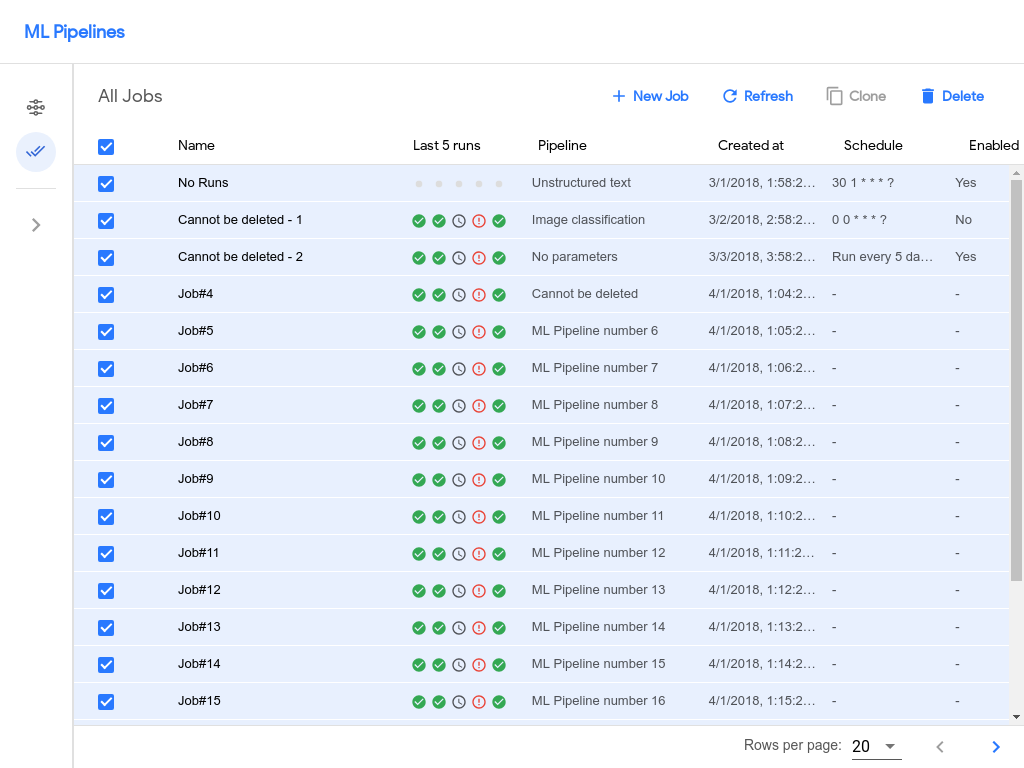 ML Pipelines
All Jobs
New Job
Refresh
Clone
Delete
Name Last 5 runs Pipeline Created at Schedule Enabled
No Runs Unstructured text 3/1/2018, 1:58:2... 30 1 * * * ? Yes
Cannot be deleted - 1 Image classification 3/2/2018, 2:58:2... 0 0 * * * ? No
Cannot be deleted - 2 No parameters 3/3/2018, 3:58:2... Run every 5 da... Yes
Job#4 Cannot be deleted 4/1/2018, 1:04:2... - -
Job#5 ML Pipeline number 6 4/1/2018, 1:05:2... - -
Job#6 ML Pipeline number 7 4/1/2018, 1:06:2... - -
Job#7 ML Pipeline number 8 4/1/2018, 1:07:2... - -
Job#8 ML Pipeline number 9 4/1/2018, 1:08:2... - -
Job#9 ML Pipeline number 10 4/1/2018, 1:09:2... - -
Job#10 ML Pipeline number 11 4/1/2018, 1:10:2... - -
Job#11 ML Pipeline number 12 4/1/2018, 1:11:2... - -
Job#12 ML Pipeline number 13 4/1/2018, 1:12:2... - -
Job#13 ML Pipeline number 14 4/1/2018, 1:13:2... - -
Job#14 ML Pipeline number 15 4/1/2018, 1:14:2... - -
Job#15 ML Pipeline number 16 4/1/2018, 1:15:2... - -
Rows per page: 20